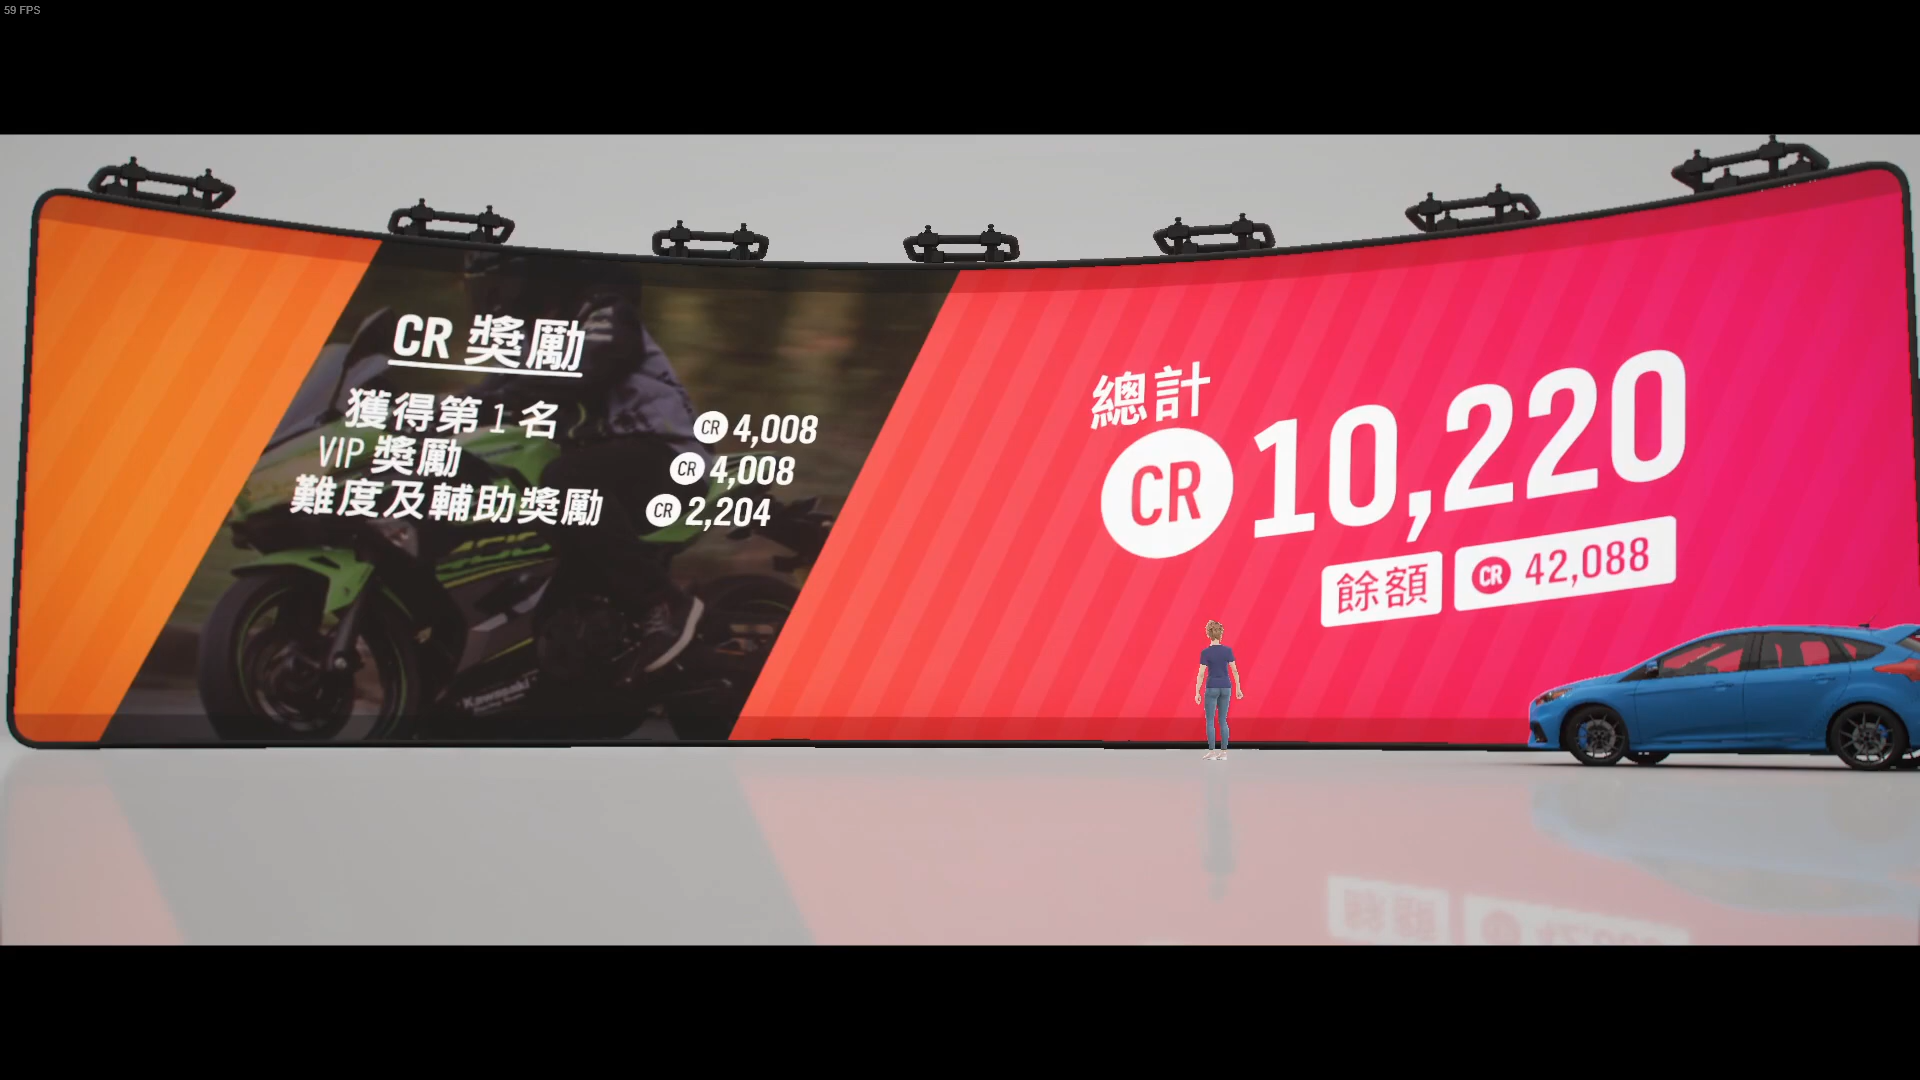 59 FPS
CR 獎勵
獲得第 1 名 CR 4,008
VIP 獎勵 CR 4,008
難度及輔助獎勵 CR 2,204
總計
CR 10,220
餘額 CR 42,088
Kawasaki